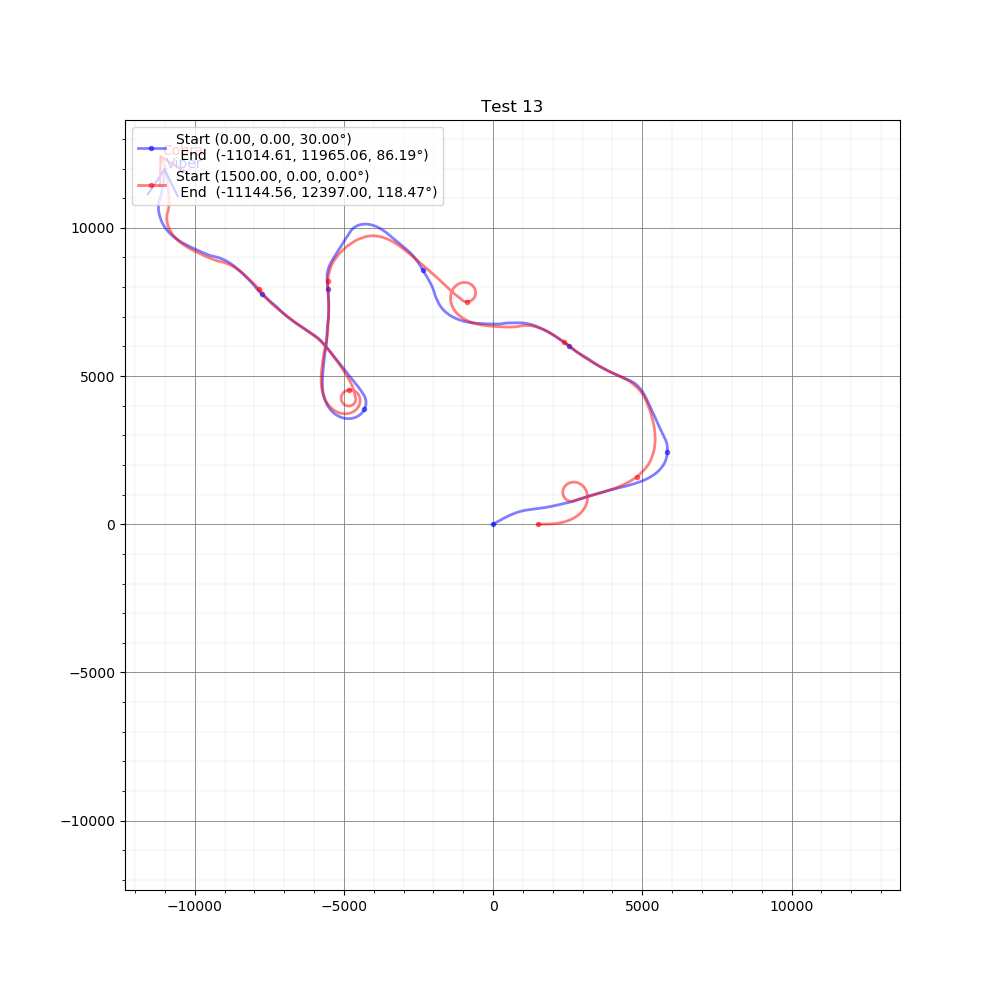 Test 13
Start (0.00, 0.00, 30.00°)
End (-11014.61, 11965.06, 86.19°)
Start (1500.00, 0.00, 0.00°)
End (-11144.56, 12397.00, 118.47°)
Viper
10000
5000
0
−5000
−10000
−10000
−5000
0
5000
10000